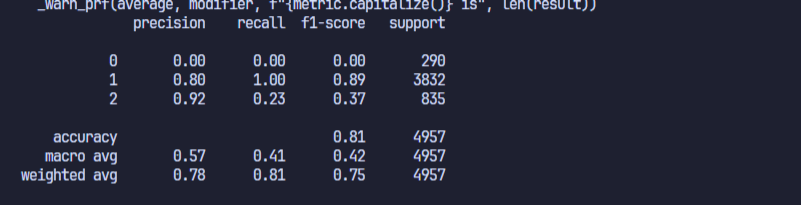 _warn_prf(average, modifier, f"{metric.capitalize()} is", len(result))
precision recall f1-score support
0 0.00 0.00 0.00 290
1 0.80 1.00 0.89 3832
2 0.92 0.23 0.37 835
accuracy 0.81 4957
macro avg 0.57 0.41 0.42 4957
weighted avg 0.78 0.81 0.75 4957